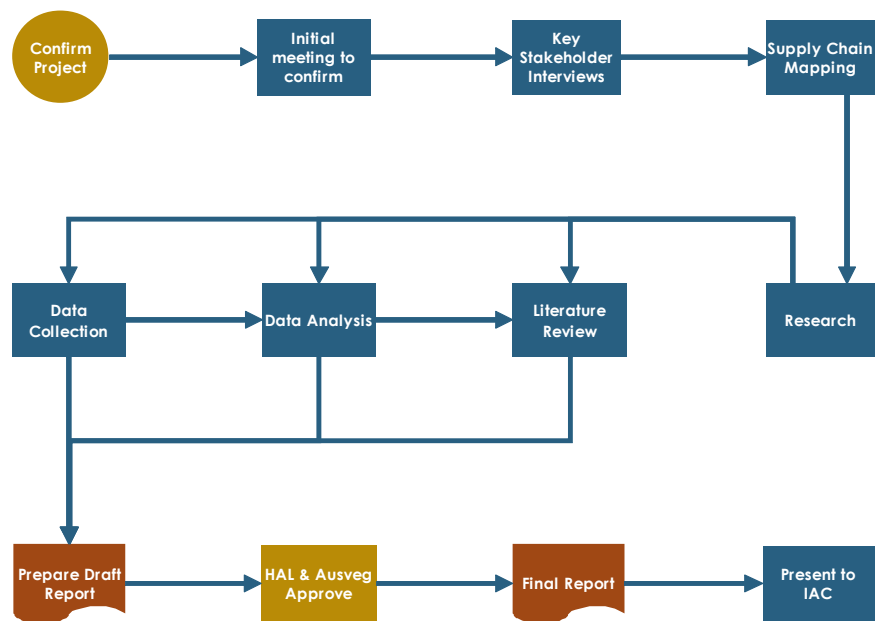 Confirm
Project
Initial
meeting to
confirm
Key
Stakeholder
Interviews
Supply Chain
Mapping
Data
Collection
Data Analysis
Literature
Review
Research
Prepare Draft
Report
HAL & Ausveg
Approve
Final Report
Present to
IAC